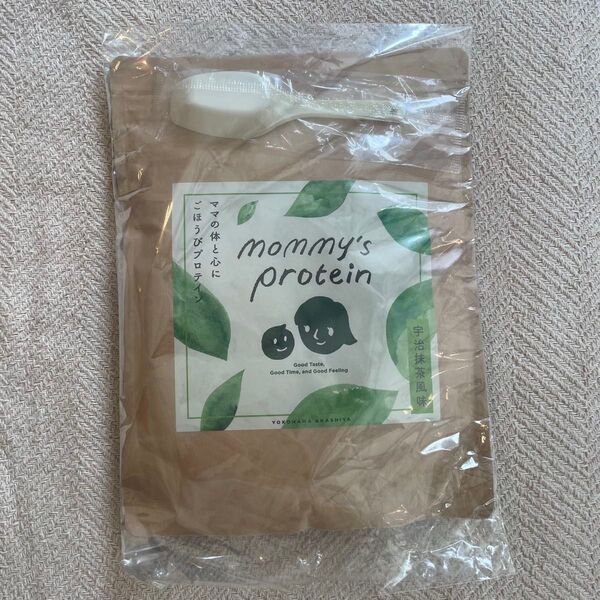 ママの体と心に
ごほうびプロテイン
mommy's
protein
Good Taste,
Good Time, and Good Feeling
宇治抹茶風味
YOKOHAMA AKASHIYA